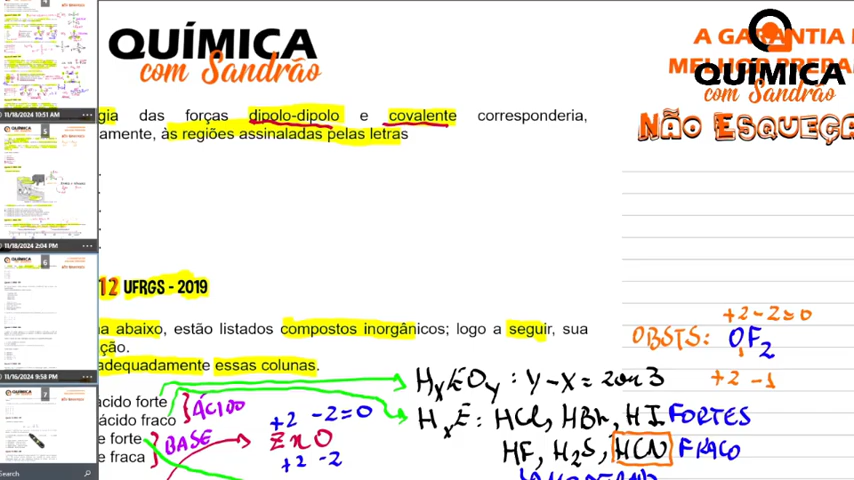 11/18/2024 10:51 AM
5
11/18/2024 2:04 PM
6
11/16/2024 9:58 PM
7
Search
QUÍMICA
com Sandrão
A GARANTIA
QUÍMICA
com Sandrão
NÃO ESQUEÇA
gia das forças dipolo-dipolo e covalente corresponderia,
amente, às regiões assinaladas pelas letras
12 UFRGS - 2019
a abaixo, estão listados compostos inorgânicos; logo a seguir, sua
ção.
adequadamente essas colunas.
ácido forte
ácido fraco
e forte
e fraca
ÁCIDO
BASE
+2 -2=0
ZnO
+2 -2
HxEOy: Y-X=2 ou 3
HxE: HCl, HBr, HI FORTES
HF, H2S, HCN FRACO
+2-2=0
OBSTS: OF2
+2 -1